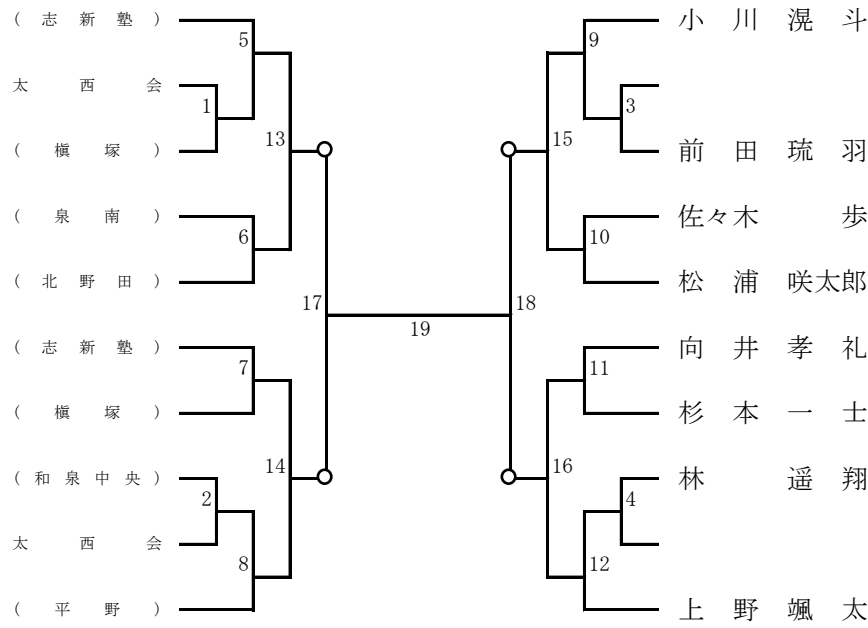 (志新塾)
5
太西会
1
(槇塚)
13
(泉南)
6
(北野田)
17
(志新塾)
7
(槇塚)
14
(和泉中央)
2
太西会
8
(平野)
19
小川滉斗
9
3
前田琉羽
15
佐々木歩
10
松浦咲太郎
18
向井孝礼
11
杉本一士
16
林遥翔
4
12
上野颯太